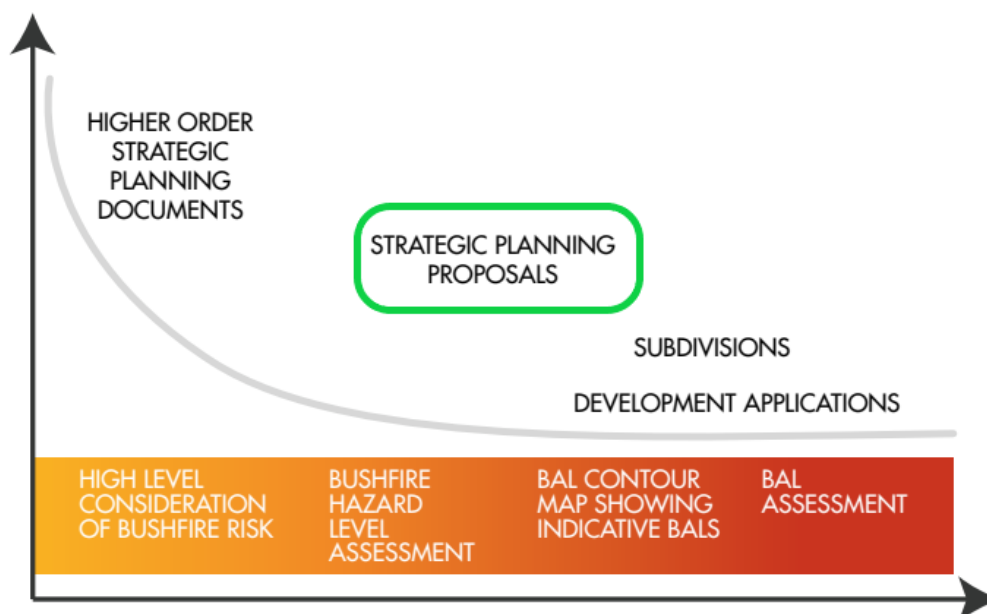 HIGHER ORDER
STRATEGIC
PLANNING
DOCUMENTS
STRATEGIC PLANNING
PROPOSALS
SUBDIVISIONS
DEVELOPMENT APPLICATIONS
HIGH LEVEL
CONSIDERATION
OF BUSHFIRE RISK
BUSHFIRE
HAZARD
LEVEL
ASSESSMENT
BAL CONTOUR
MAP SHOWING
INDICATIVE BALS
BAL
ASSESSMENT